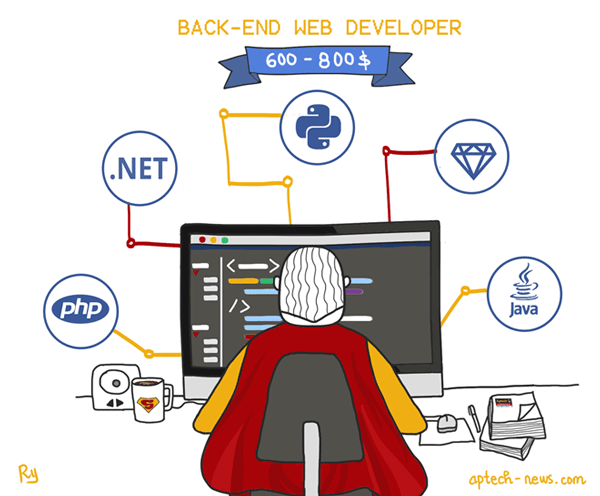 BACK-END WEB DEVELOPER
600 - 800$
.NET
php
Java
< >
/>
S
Ry
aptech-news.com